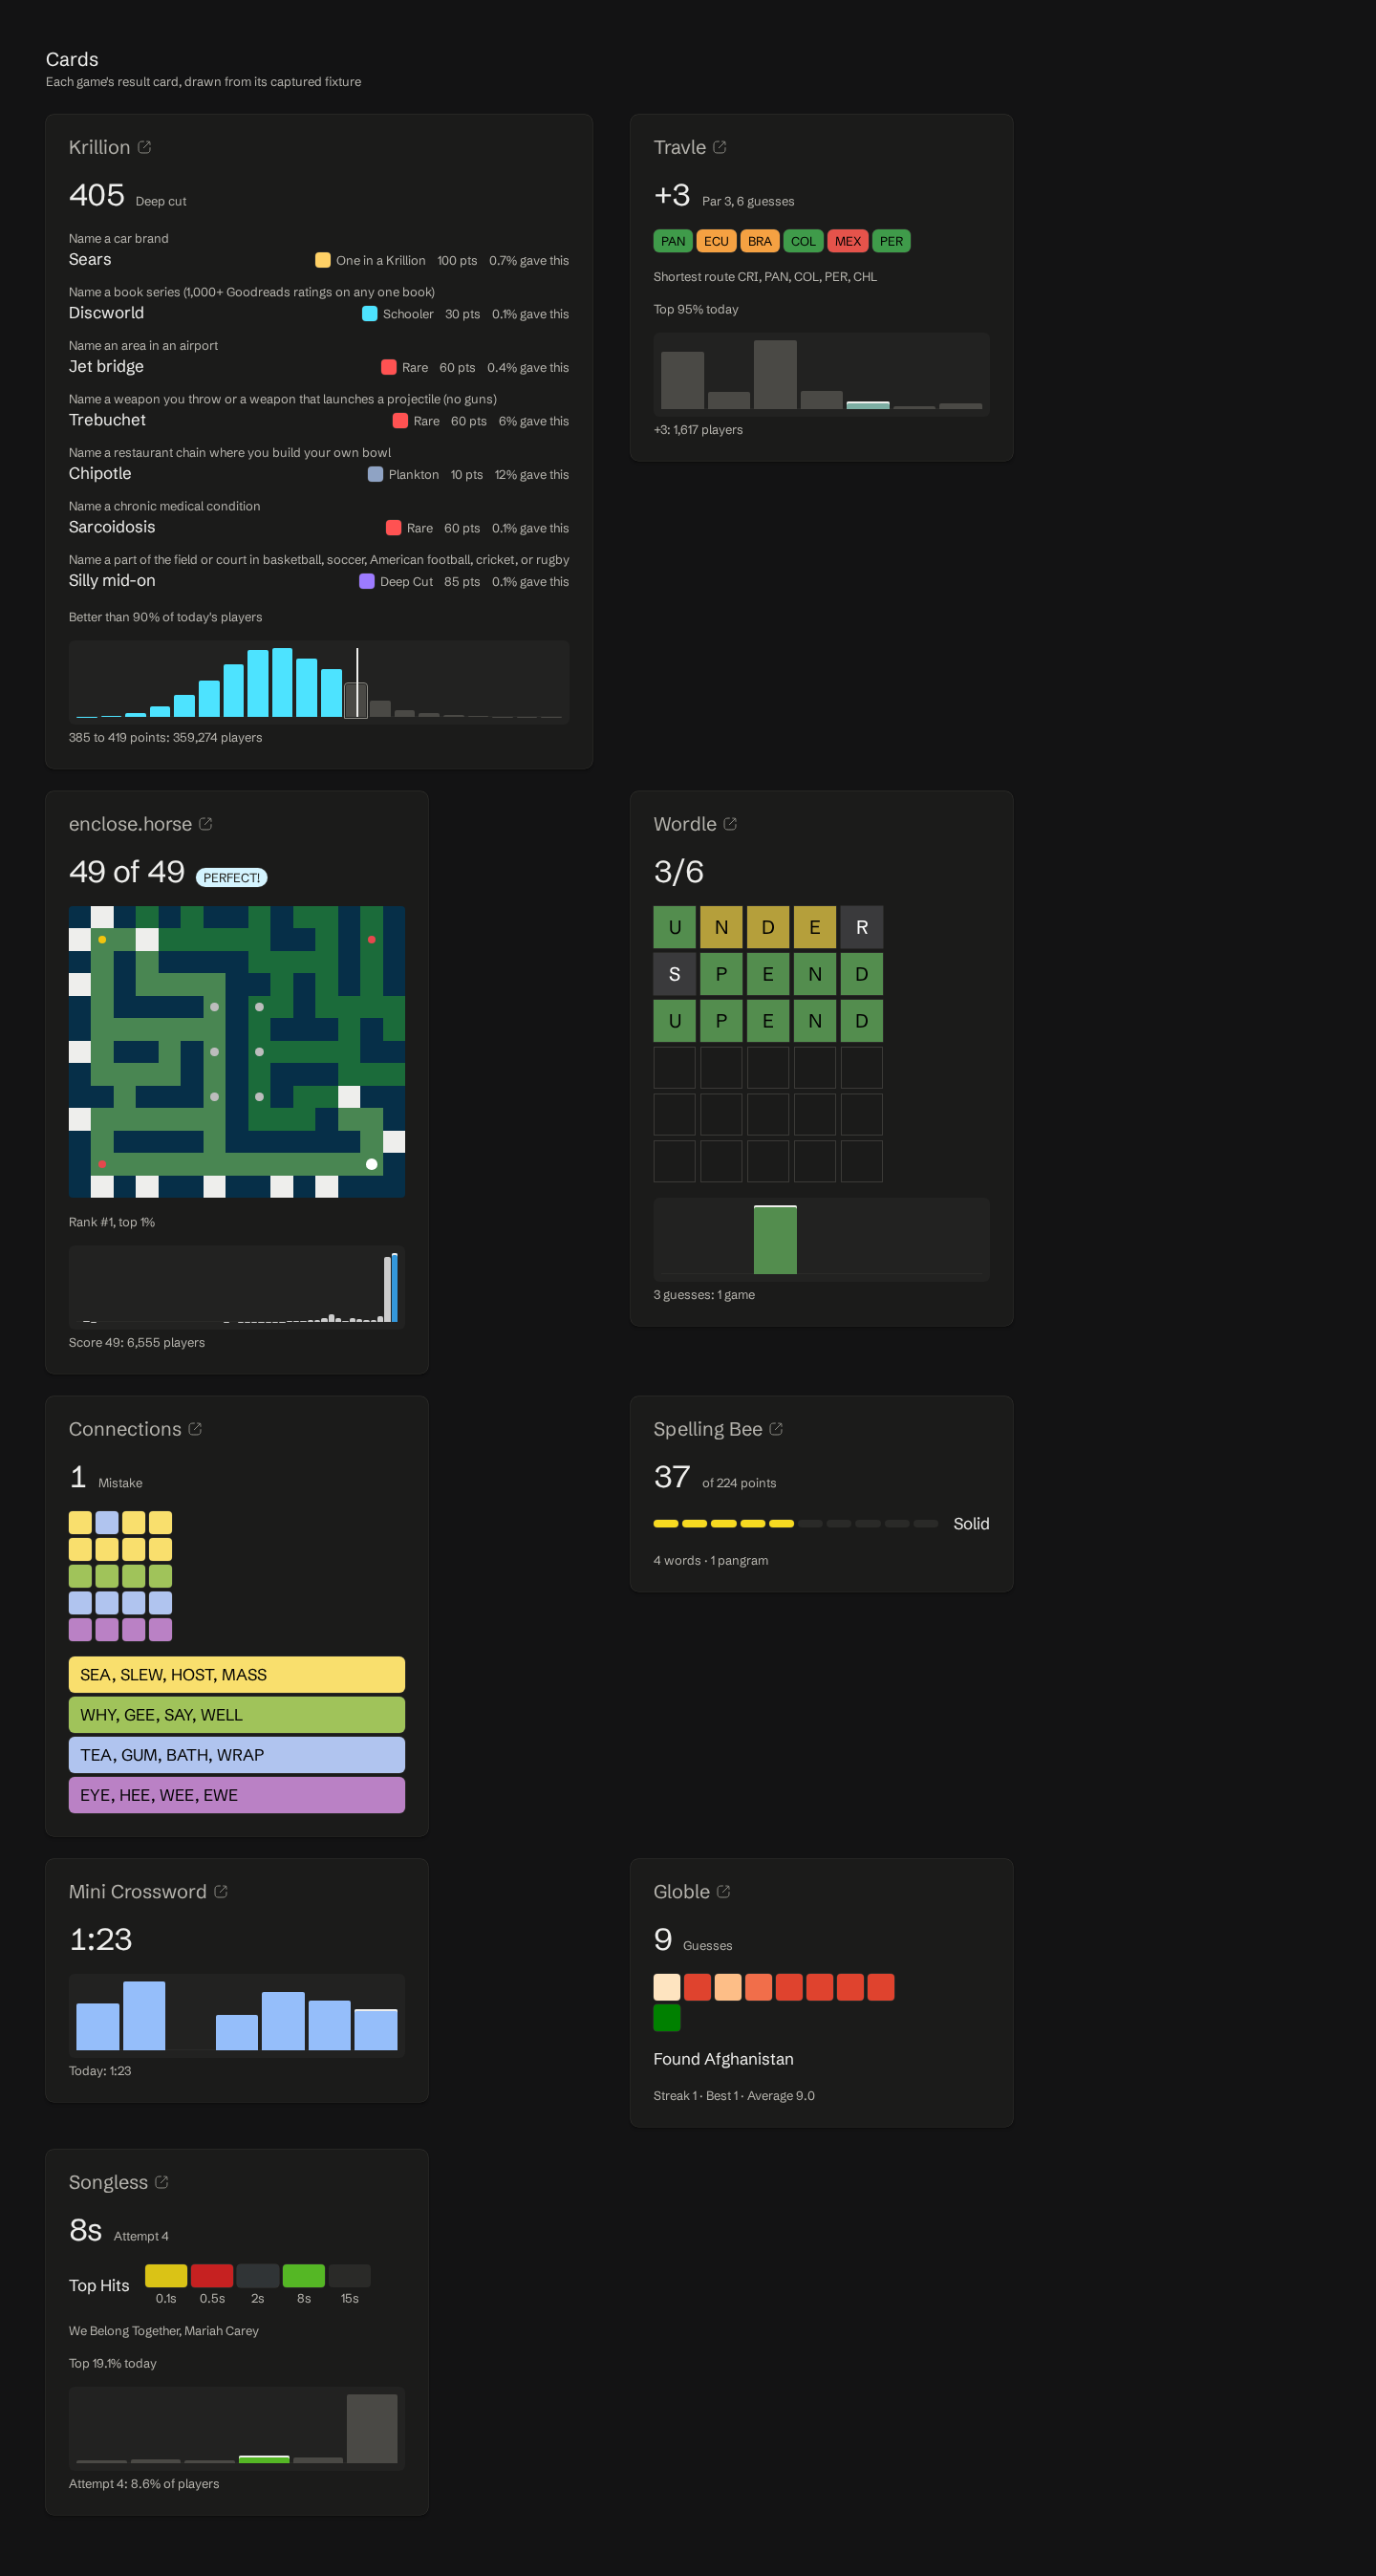 Cards
Each game's result card, drawn from its captured fixture
Krillion
405 Deep cut
Name a car brand
Sears One in a Krillion 100 pts 0.7% gave this
Name a book series (1,000+ Goodreads ratings on any one book)
Discworld Schooler 30 pts 0.1% gave this
Name an area in an airport
Jet bridge Rare 60 pts 0.4% gave this
Name a weapon you throw or a weapon that launches a projectile (no guns)
Trebuchet Rare 60 pts 6% gave this
Name a restaurant chain where you build your own bowl
Chipotle Plankton 10 pts 12% gave this
Name a chronic medical condition
Sarcoidosis Rare 60 pts 0.1% gave this
Name a part of the field or court in basketball, soccer, American football, cricket, or rugby
Silly mid-on Deep Cut 85 pts 0.1% gave this
Better than 90% of today's players
385 to 419 points: 359,274 players
Travle
+3 Par 3, 6 guesses
PAN ECU BRA COL MEX PER
Shortest route CRI, PAN, COL, PER, CHL
Top 95% today
+3: 1,617 players
enclose.horse
49 of 49 PERFECT!
Rank #1, top 1%
Score 49: 6,555 players
Wordle
3/6
U N D E R
S P E N D
U P E N D
3 guesses: 1 game
Connections
1 Mistake
SEA, SLEW, HOST, MASS
WHY, GEE, SAY, WELL
TEA, GUM, BATH, WRAP
EYE, HEE, WEE, EWE
Spelling Bee
37 of 224 points
Solid
4 words · 1 pangram
Mini Crossword
1:23
Today: 1:23
Globle
9 Guesses
Found Afghanistan
Streak 1 · Best 1 · Average 9.0
Songless
8s Attempt 4
Top Hits
0.1s 0.5s 2s 8s 15s
We Belong Together, Mariah Carey
Top 19.1% today
Attempt 4: 8.6% of players